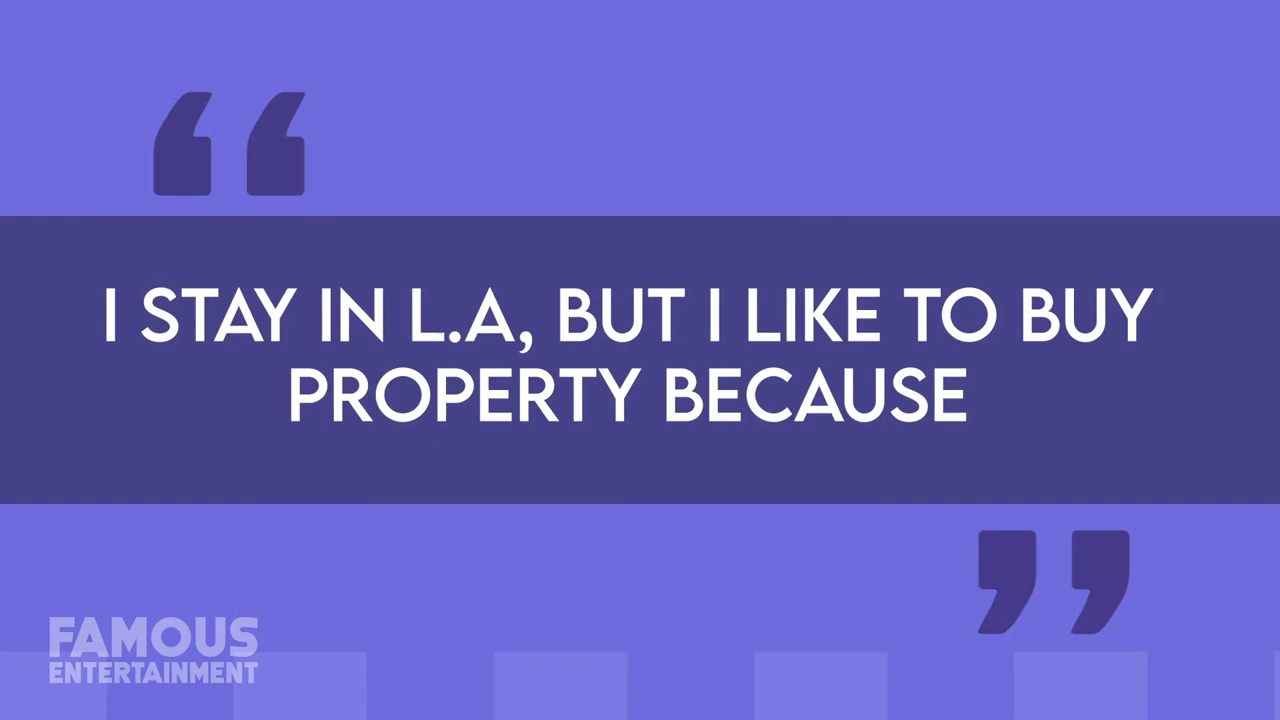 I STAY IN L.A, BUT I LIKE TO BUY
PROPERTY BECAUSE
FAMOUS
ENTERTAINMENT